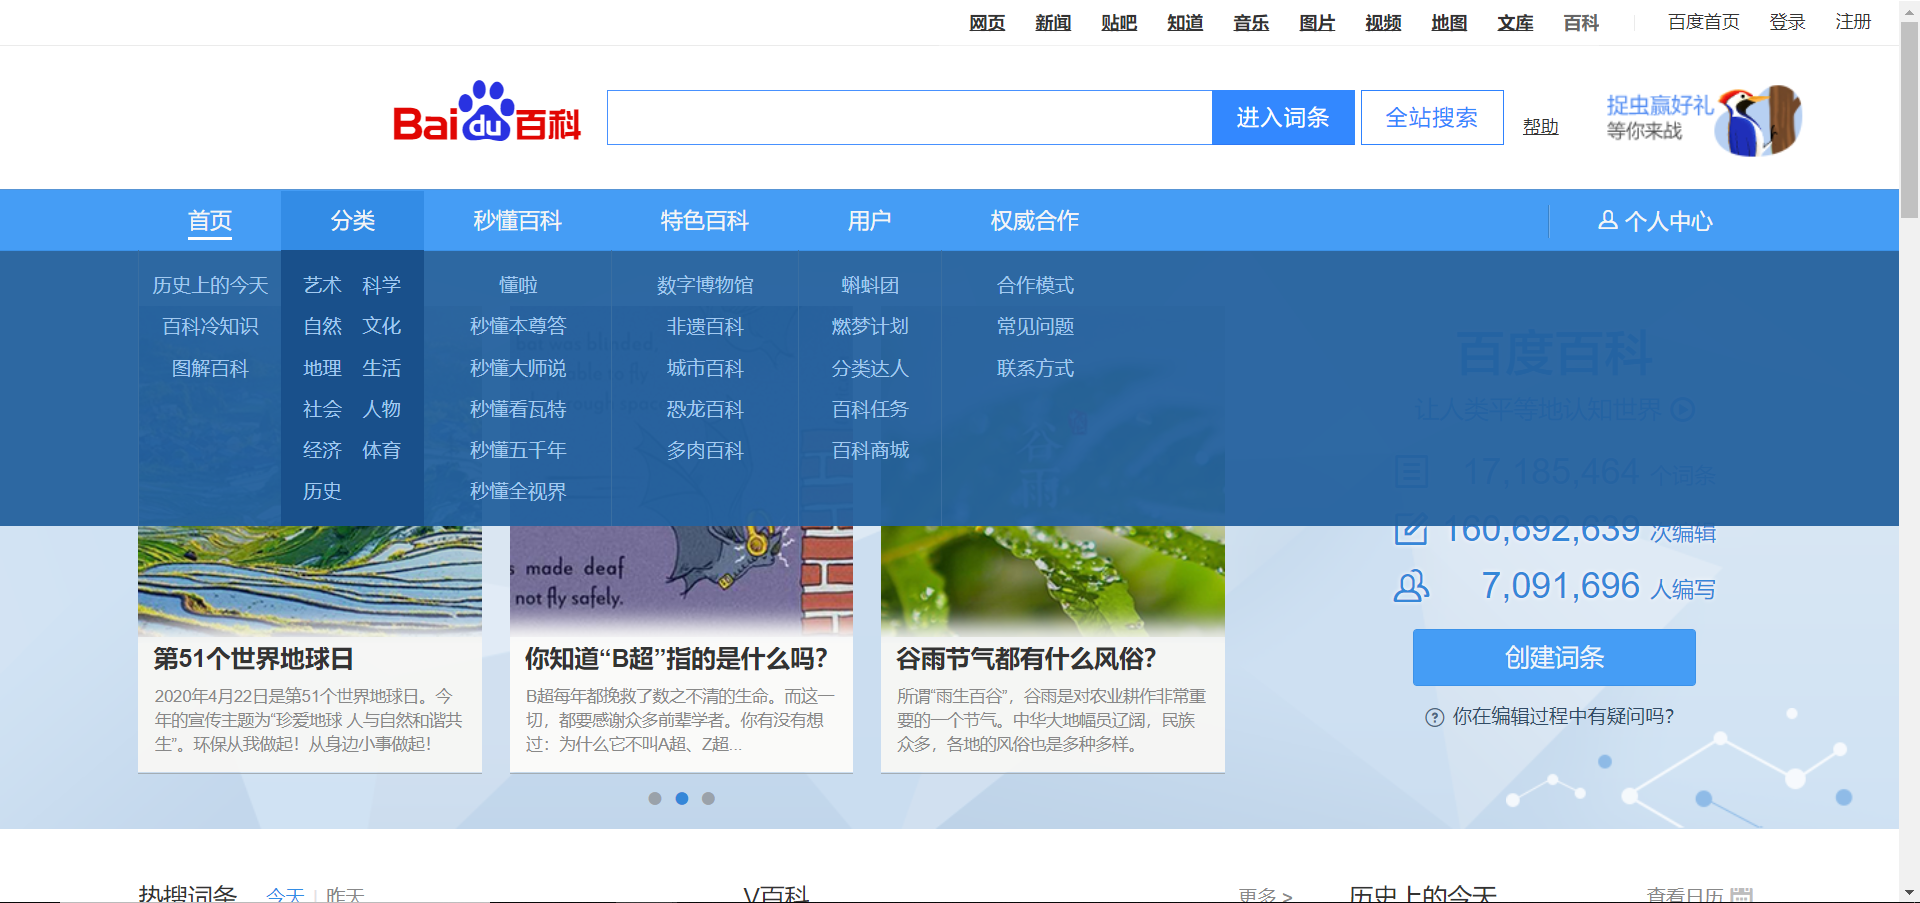 网页 新闻 贴吧 知道 音乐 图片 视频 地图 文库 百科 百度首页 登录 注册
Baidu百科 进入词条 全站搜索 帮助
捉虫赢好礼
等你来战
首页 分类 秒懂百科 特色百科 用户 权威合作 个人中心
历史上的今天 艺术 科学 懂啦 数字博物馆 蝌蚪团 合作模式
百科冷知识 自然 文化 秒懂本尊答 非遗百科 燃梦计划 常见问题
图解百科 地理 生活 秒懂大师说 城市百科 分类达人 联系方式
社会 人物 秒懂看瓦特 恐龙百科 百科任务
经济 体育 秒懂五千年 多肉百科 百科商城
历史 秒懂全视界
百度百科
让人类平等地认知世界
17,185,464 个词条
160,692,639 次编辑
7,091,696 人编写
创建词条
? 你在编辑过程中有疑问吗?
谷雨
made deaf
not fly safely.
第51个世界地球日
2020年4月22日是第51个世界地球日。今
年的宣传主题为“珍爱地球 人与自然和谐共
生”。环保从我做起！从身边小事做起！
你知道“B超”指的是什么吗?
B超每年都挽救了数之不清的生命。而这一
切，都要感谢众多前辈学者。你有没有想
过：为什么它不叫A超、Z超...
谷雨节气都有什么风俗?
所谓“雨生百谷”，谷雨是对农业耕作非常重
要的一个节气。中华大地幅员辽阔，民族
众多，各地的风俗也是多种多样。
热搜词条 今天 | 昨天 V百科 更多 > 历史上的今天 查看日历